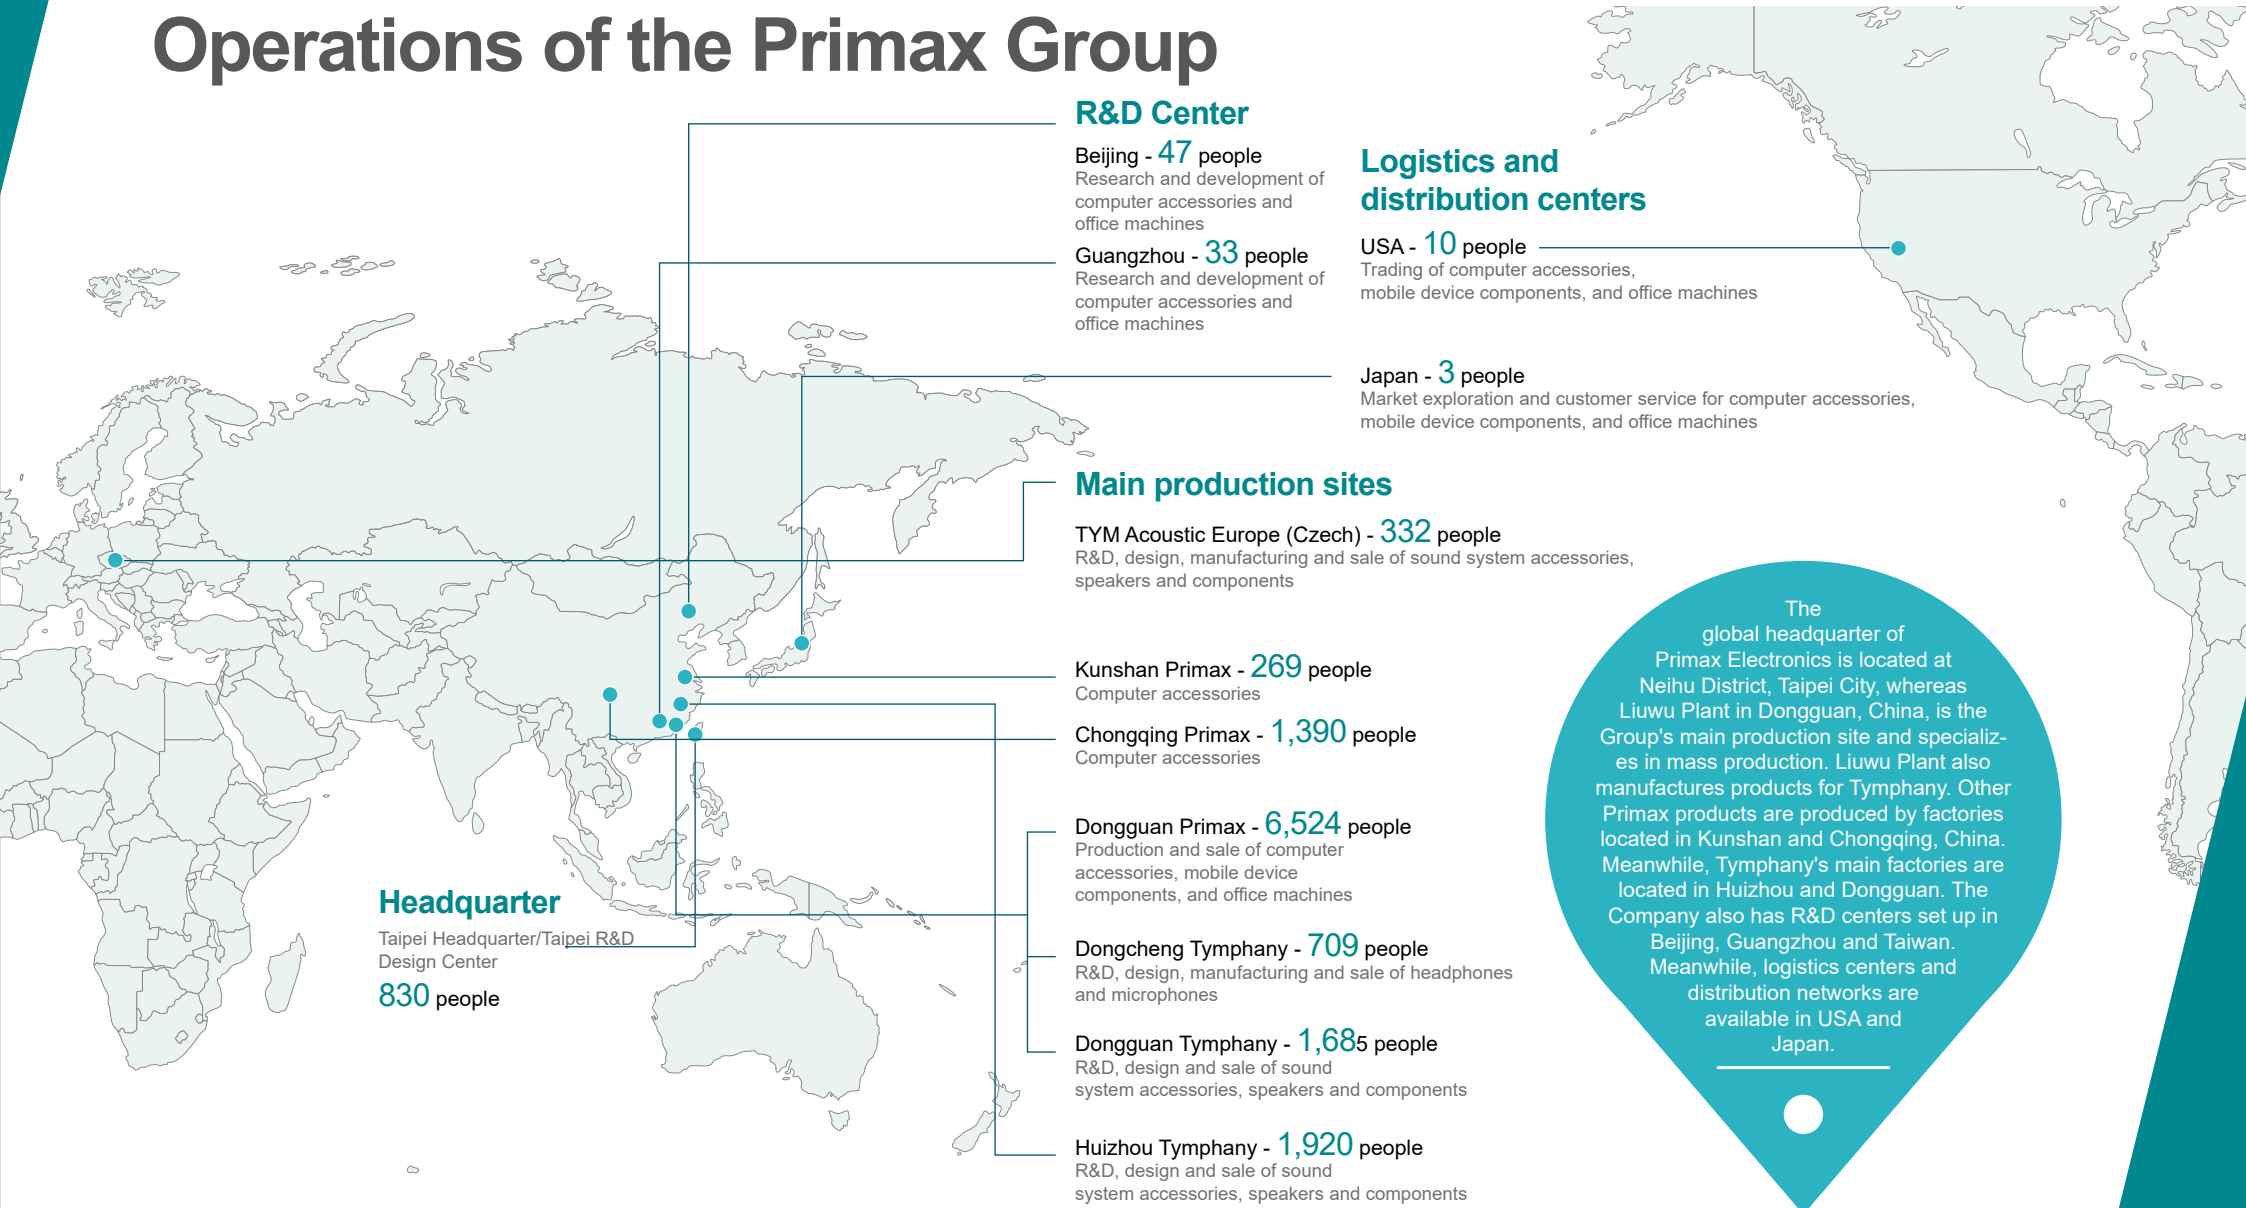 Operations of the Primax Group
R&D Center
Beijing - 47 people
Research and development of
computer accessories and
office machines
Guangzhou - 33 people
Research and development of
computer accessories and
office machines
Logistics and
distribution centers
USA - 10 people
Trading of computer accessories,
mobile device components, and office machines
Japan - 3 people
Market exploration and customer service for computer accessories,
mobile device components, and office machines
Main production sites
TYM Acoustic Europe (Czech) - 332 people
R&D, design, manufacturing and sale of sound system accessories,
speakers and components
Kunshan Primax - 269 people
Computer accessories
Chongqing Primax - 1,390 people
Computer accessories
Dongguan Primax - 6,524 people
Production and sale of computer
accessories, mobile device
components, and office machines
Dongcheng Tymphany - 709 people
R&D, design, manufacturing and sale of headphones
and microphones
Dongguan Tymphany - 1,685 people
R&D, design and sale of sound
system accessories, speakers and components
Huizhou Tymphany - 1,920 people
R&D, design and sale of sound
system accessories, speakers and components
Headquarter
Taipei Headquarter/Taipei R&D
Design Center
830 people
The
global headquarter of
Primax Electronics is located at
Neihu District, Taipei City, whereas
Liuwu Plant in Dongguan, China, is the
Group's main production site and specializ-
es in mass production. Liuwu Plant also
manufactures products for Tymphany. Other
Primax products are produced by factories
located in Kunshan and Chongqing, China.
Meanwhile, Tymphany's main factories are
located in Huizhou and Dongguan. The
Company also has R&D centers set up in
Beijing, Guangzhou and Taiwan.
Meanwhile, logistics centers and
distribution networks are
available in USA and
Japan.